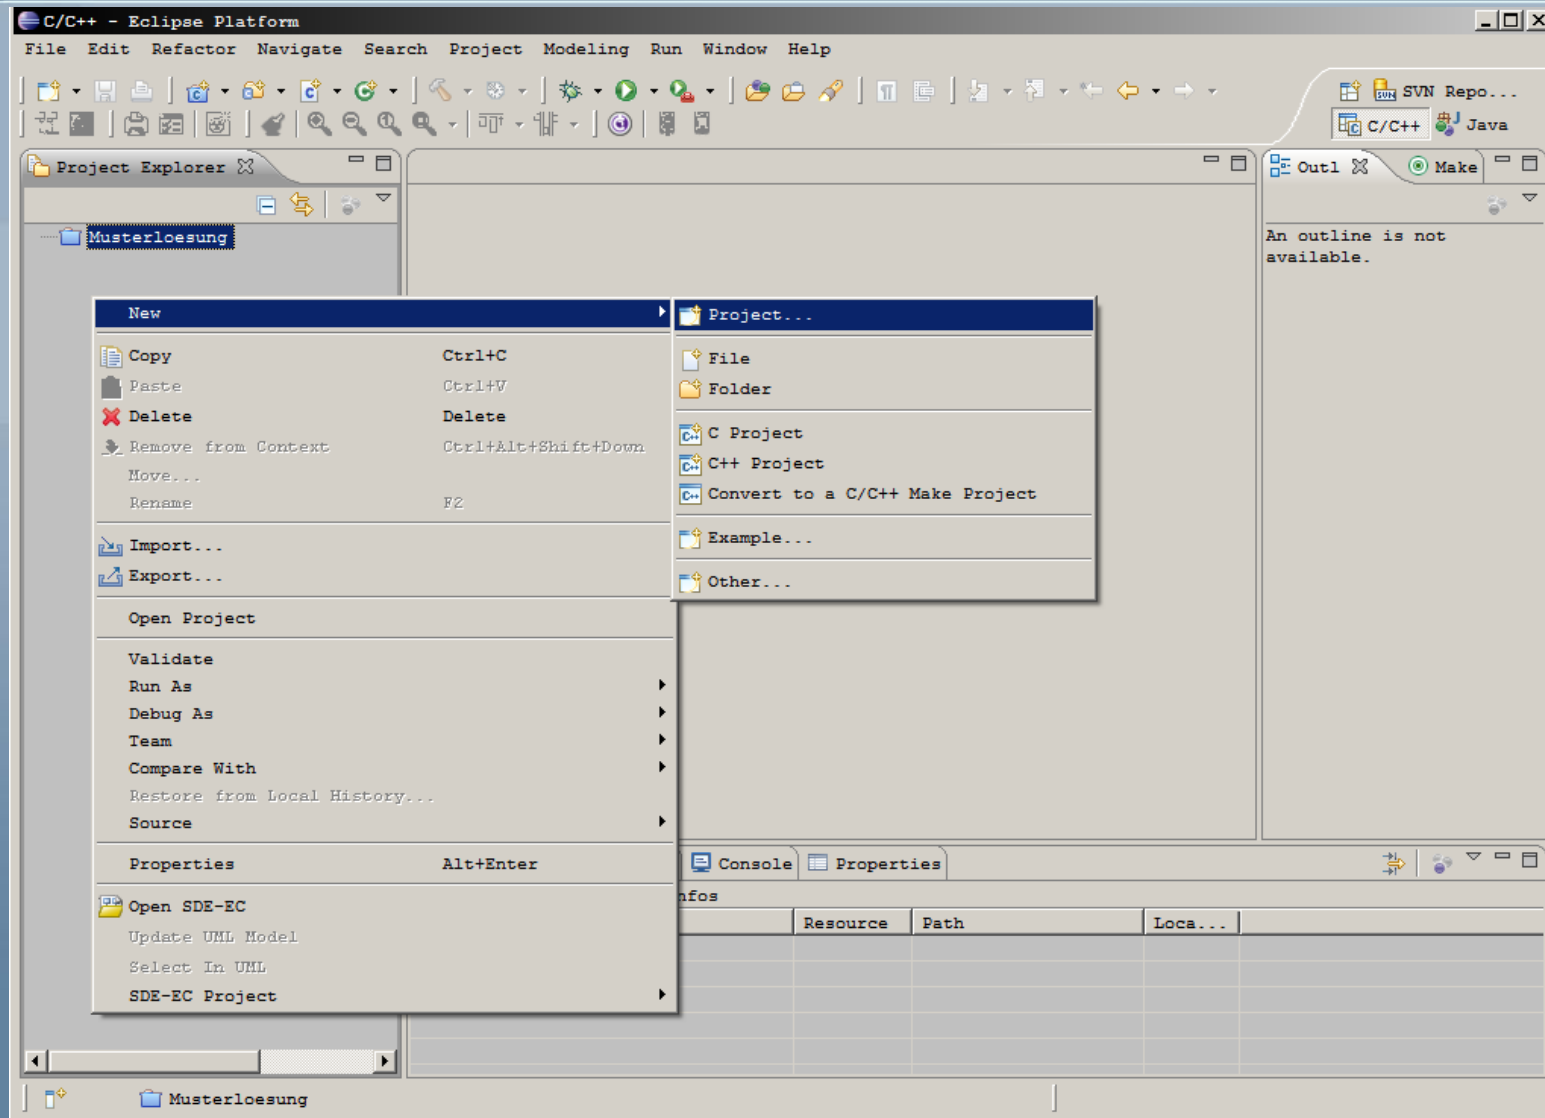 C/C++ - Eclipse Platform
File Edit Refactor Navigate Search Project Modeling Run Window Help
SVN Repo...
C/C++ Java
Project Explorer
Outl Make
Musterloesung
An outline is not
available.
New
Copy Ctrl+C
Paste Ctrl+V
Delete Delete
Remove from Context Ctrl+Alt+Shift+Down
Move...
Rename F2
Import...
Export...
Open Project
Validate
Run As
Debug As
Team
Compare With
Restore from Local History...
Source
Properties Alt+Enter
Open SDE-EC
Update UML Model
Select In UML
SDE-EC Project
Project...
File
Folder
C Project
C++ Project
Convert to a C/C++ Make Project
Example...
Other...
Console Properties
nfos
Resource Path Loca...
Musterloesung